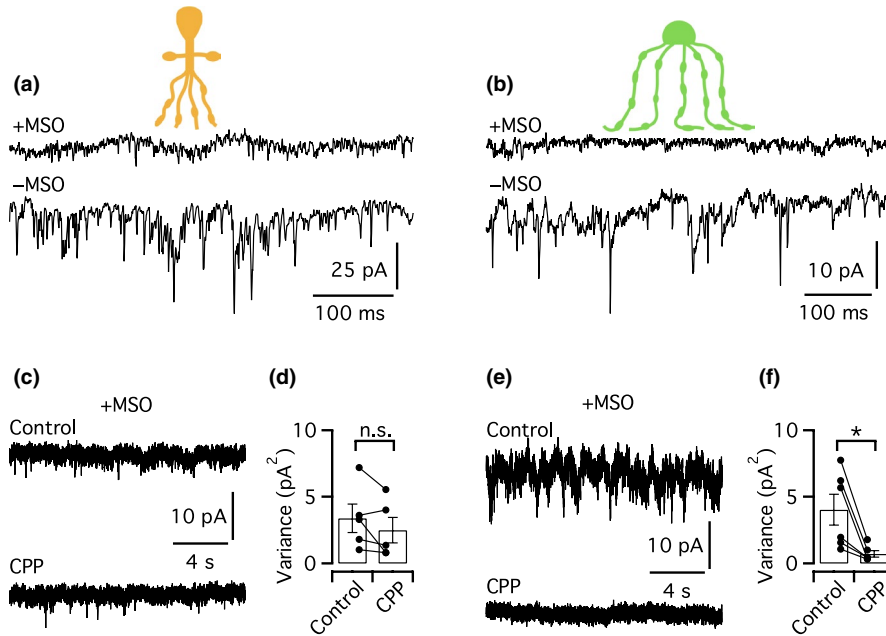 (a)
+MSO
−MSO
25 pA
100 ms
(b)
+MSO
−MSO
10 pA
100 ms
(c)
+MSO
Control
10 pA
4 s
CPP
(d)
n.s.
10
5
0
Variance (pA²)
Control
CPP
(e)
+MSO
Control
10 pA
4 s
CPP
(f)
*
10
5
0
Variance (pA²)
Control
CPP